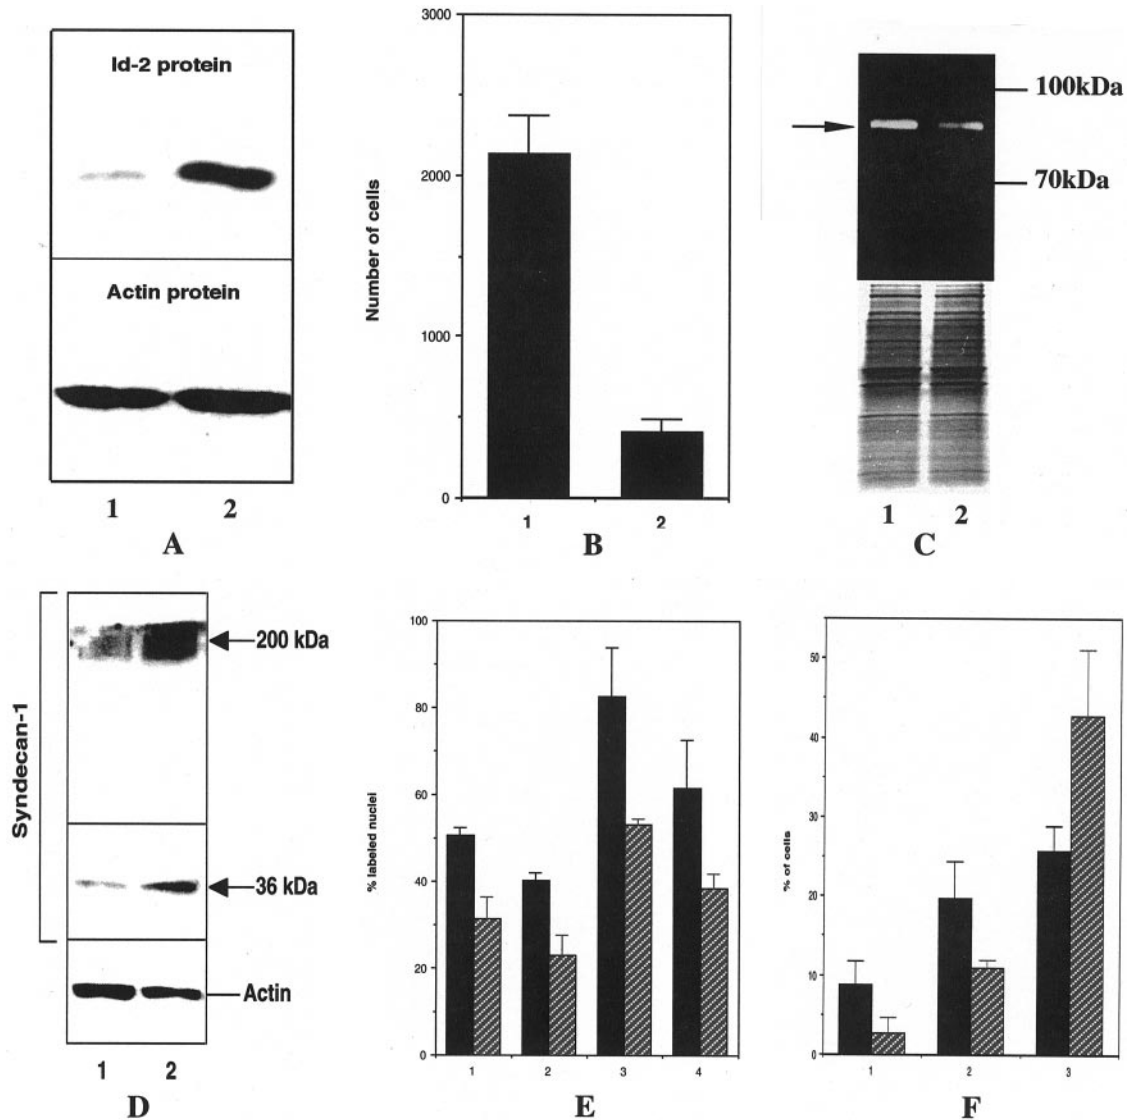 Id-2 protein
Actin protein
1 2
A
3000
2000
1000
0
Number of cells
1 2
B
100kDa
70kDa
1 2
C
Syndecan-1
200 kDa
36 kDa
Actin
1 2
D
100
80
60
40
20
0
% labeled nuclei
1 2 3 4
E
50
40
30
20
10
0
% of cells
1 2 3
F